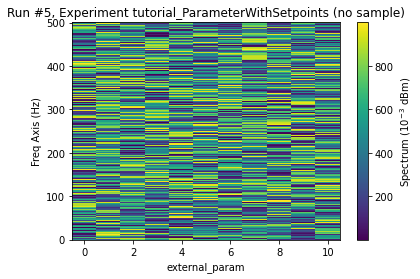 Run #5, Experiment tutorial_ParameterWithSetpoints (no sample)
500
400
300
200
100
0
Freq Axis (Hz)
0 2 4 6 8 10
external_param
800
600
400
200
Spectrum (10⁻³ dBm)